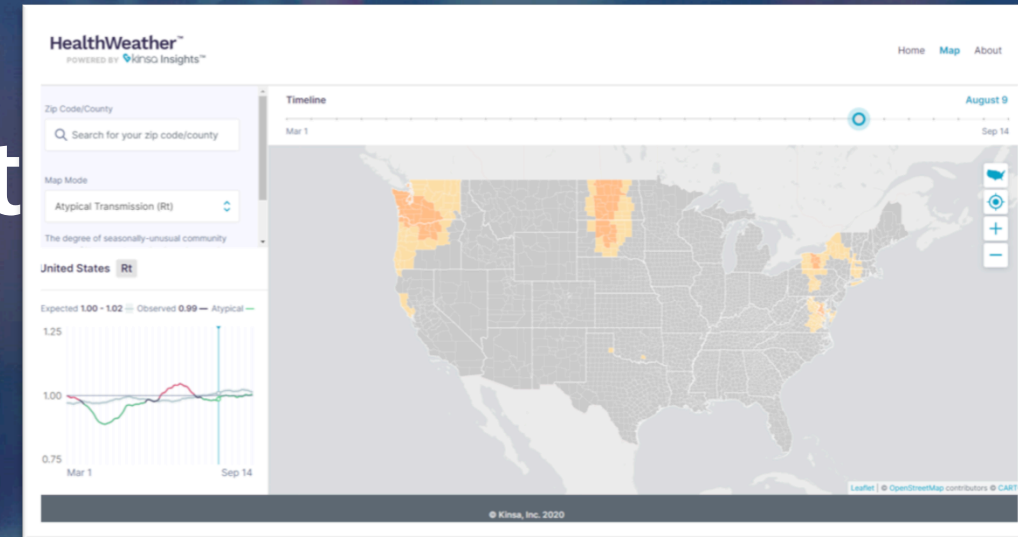 t
HealthWeather™
POWERED BY kinsa Insights™
Home Map About
Zip Code/County
Search for your zip code/county
Map Mode
Atypical Transmission (Rt)
The degree of seasonally-unusual community
United States Rt
Expected 1.00 - 1.02 Observed 0.99 — Atypical —
1.25
1.00
0.75
Mar 1 Sep 14
Timeline
August 9
Mar 1
Sep 14
+
−
Leaflet | © OpenStreetMap contributors © CART
© Kinsa, Inc. 2020